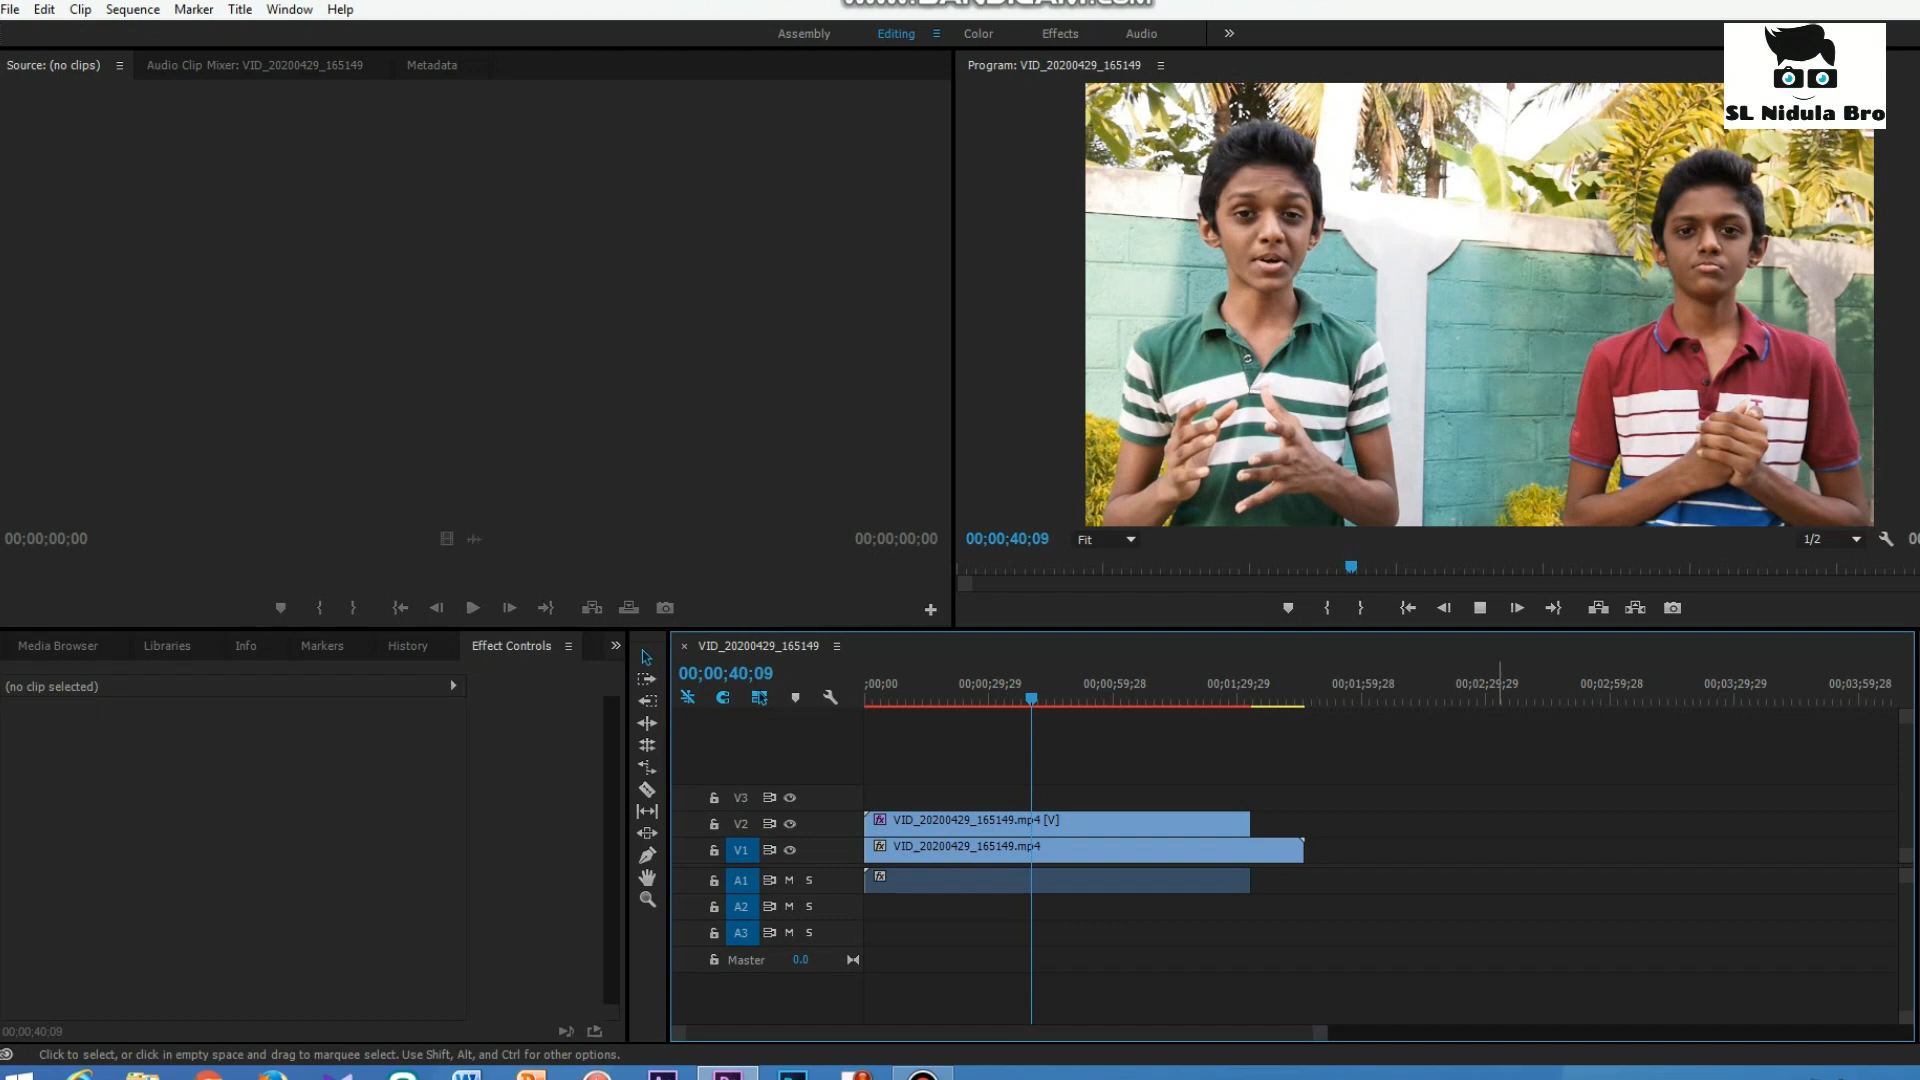 www.BANDICAM.com
File Edit Clip Sequence Marker Title Window Help
Assembly Editing Color Effects Audio
Source: (no clips) Audio Clip Mixer: VID_20200429_165149 Metadata
Program: VID_20200429_165149
SL Nidula Bro
00;00;00;00 00;00;00;00
00;00;40;09 Fit 1/2
Media Browser Libraries Info Markers History Effect Controls
(no clip selected)
00;00;40;09
× VID_20200429_165149
00;00;40;09
;00;00 00;00;29;29 00;00;59;28 00;01;29;29 00;01;59;28 00;02;29;29 00;02;59;28 00;03;29;29 00;03;59;28
V3
V2 fx VID_20200429_165149.mp4 [V]
V1 fx VID_20200429_165149.mp4
A1 M S fx
A2 M S
A3 M S
Master 0.0
Click to select, or click in empty space and drag to marquee select. Use Shift, Alt, and Ctrl for other options.